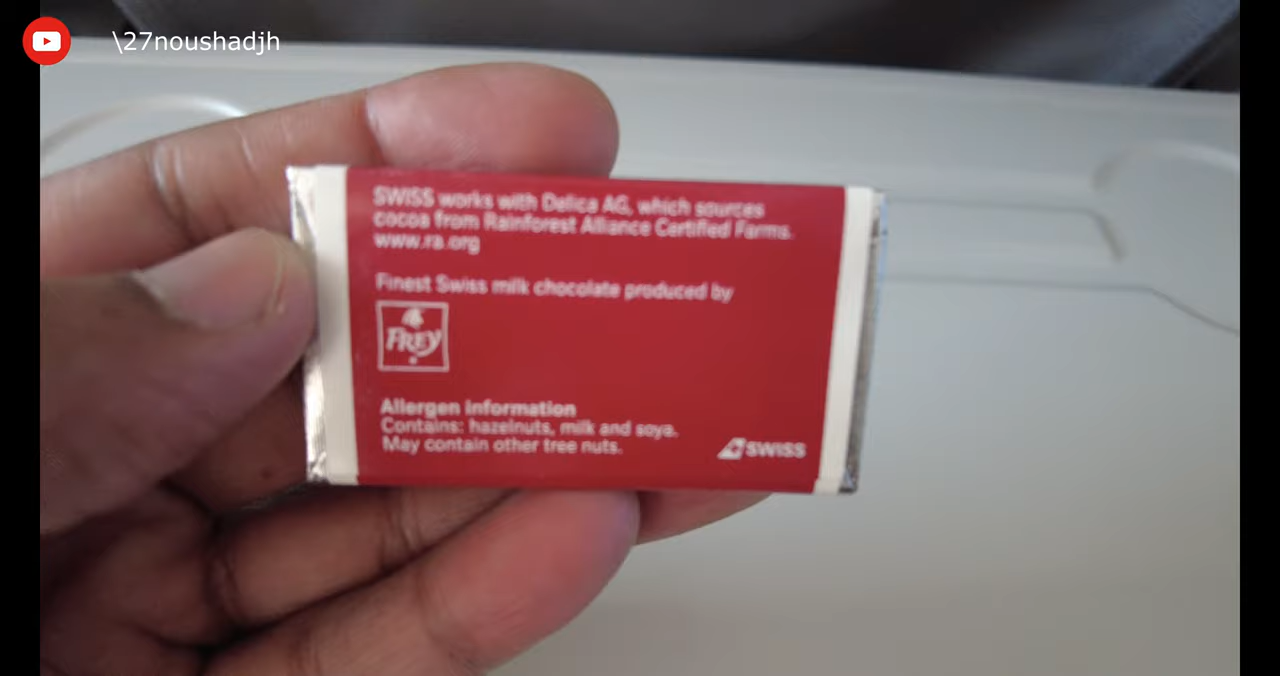 \27noushadjh
SWISS works with Delica AG, which sources
cocoa from Rainforest Alliance Certified Farms.
www.ra.org
Finest Swiss milk chocolate produced by
FREY
Allergen information
Contains: hazelnuts, milk and soya.
May contain other tree nuts.
SWISS